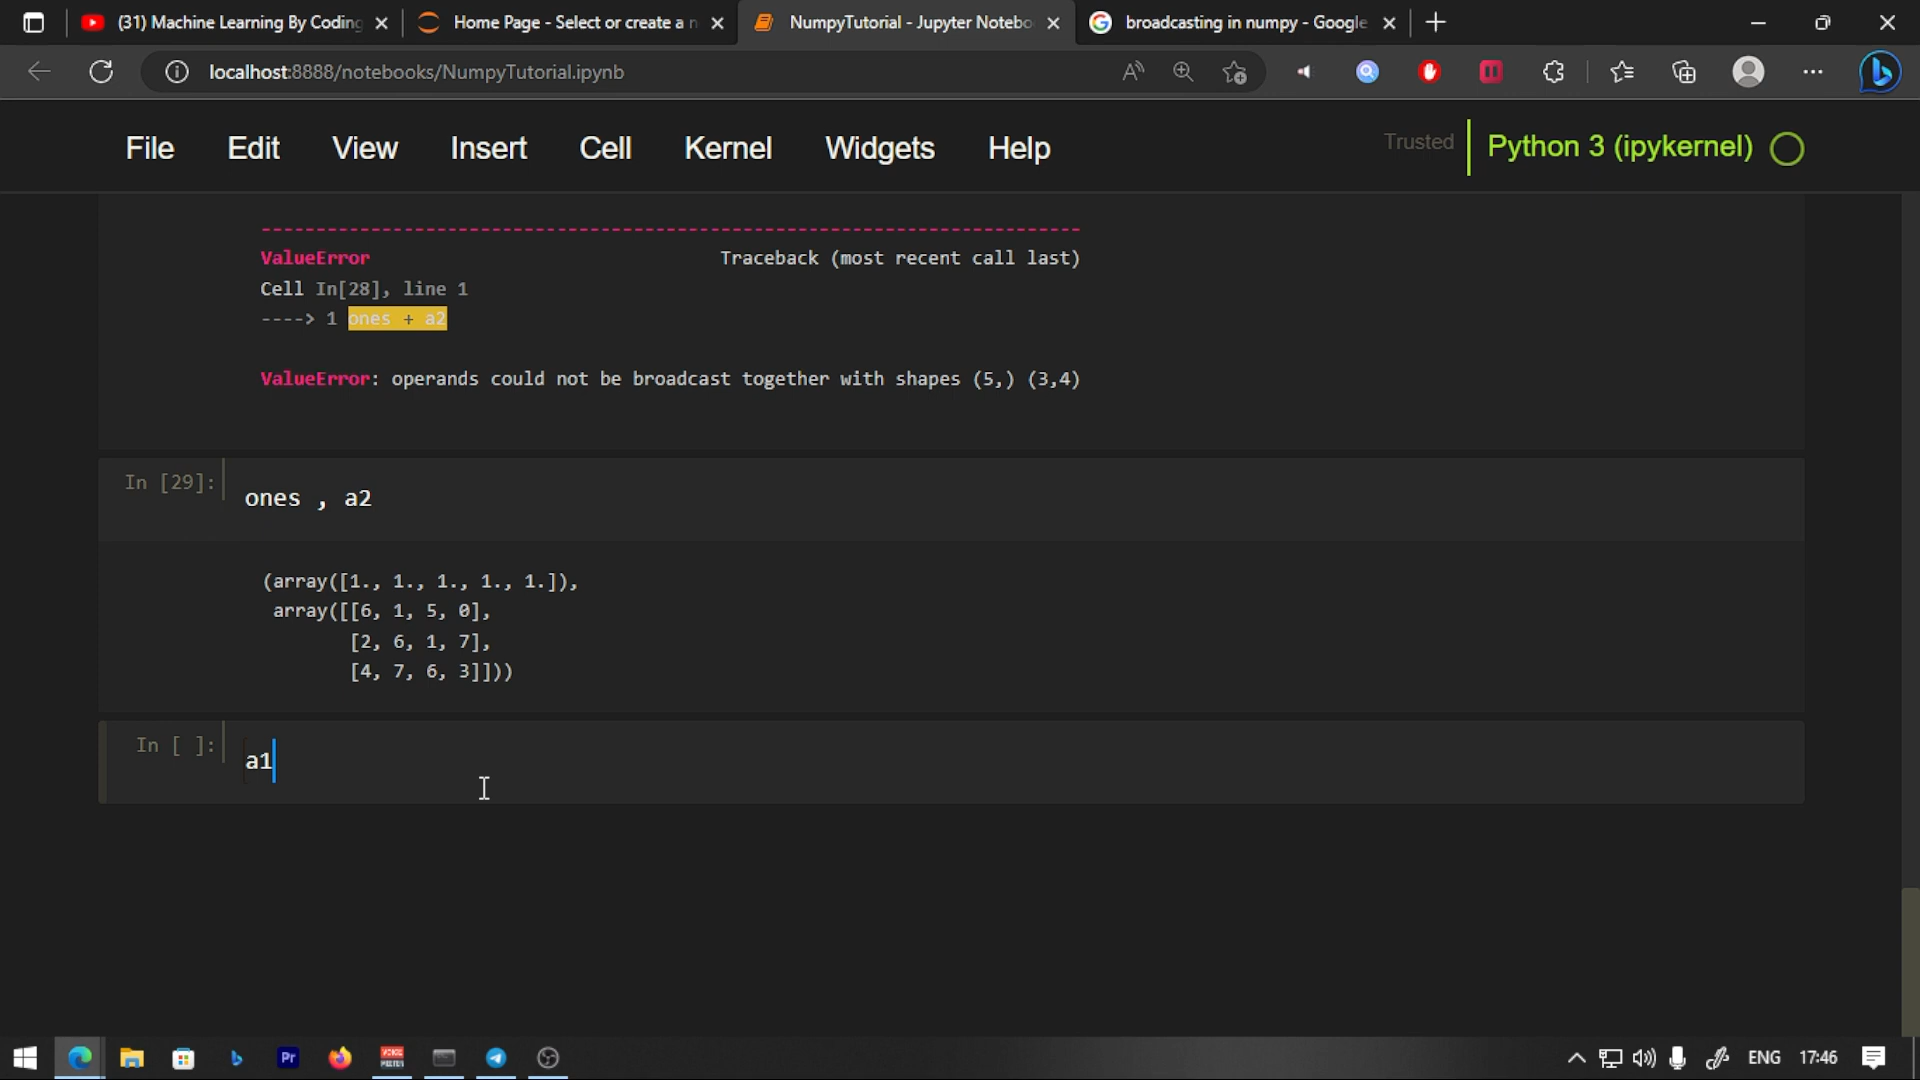 (31) Machine Learning By Coding
Home Page - Select or create a n
NumpyTutorial - Jupyter Notebo
broadcasting in numpy - Google
localhost:8888/notebooks/NumpyTutorial.ipynb
File Edit View Insert Cell Kernel Widgets Help
Trusted
Python 3 (ipykernel)
---------------------------------------------------------------------------
ValueError Traceback (most recent call last)
Cell In[28], line 1
----> 1 ones + a2
ValueError: operands could not be broadcast together with shapes (5,) (3,4)
In [29]: ones , a2
(array([1., 1., 1., 1., 1.]),
array([[6, 1, 5, 0],
[2, 6, 1, 7],
[4, 7, 6, 3]]))
In [ ]: a1
Pr
VOICE MEETER
ENG 17:46